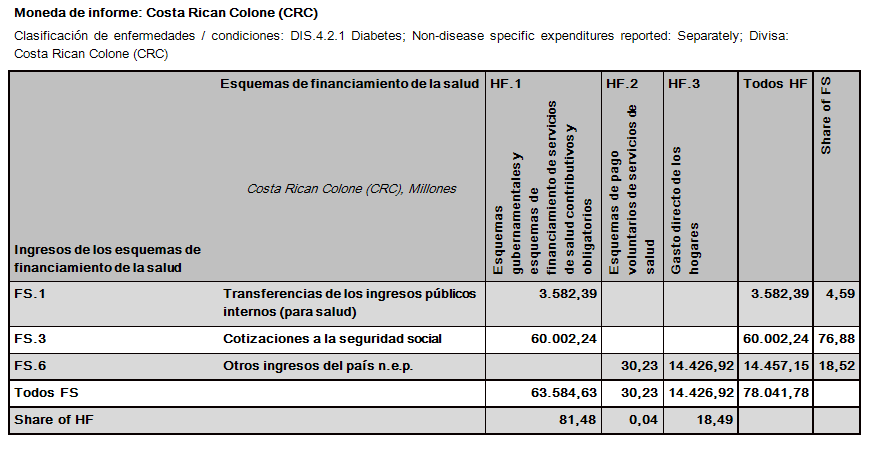 Moneda de informe: Costa Rican Colone (CRC)
Clasificación de enfermedades / condiciones: DIS.4.2.1 Diabetes; Non-disease specific expenditures reported: Separately; Divisa:
Costa Rican Colone (CRC)
Esquemas de financiamiento de la salud HF.1 HF.2 HF.3 Todos HF Share of FS
Esquemas
gubernamentales y
esquemas de
financiamiento de servicios
de salud contributivos y
obligatorios
Esquemas de pago
voluntarios de servicios de
salud
Gasto directo de los
hogares
Costa Rican Colone (CRC), Millones
Ingresos de los esquemas de
financiamiento de la salud
FS.1 Transferencias de los ingresos públicos 3.582,39 3.582,39 4,59
internos (para salud)
FS.3 Cotizaciones a la seguridad social 60.002,24 60.002,24 76,88
FS.6 Otros ingresos del país n.e.p. 30,23 14.426,92 14.457,15 18,52
Todos FS 63.584,63 30,23 14.426,92 78.041,78
Share of HF 81,48 0,04 18,49